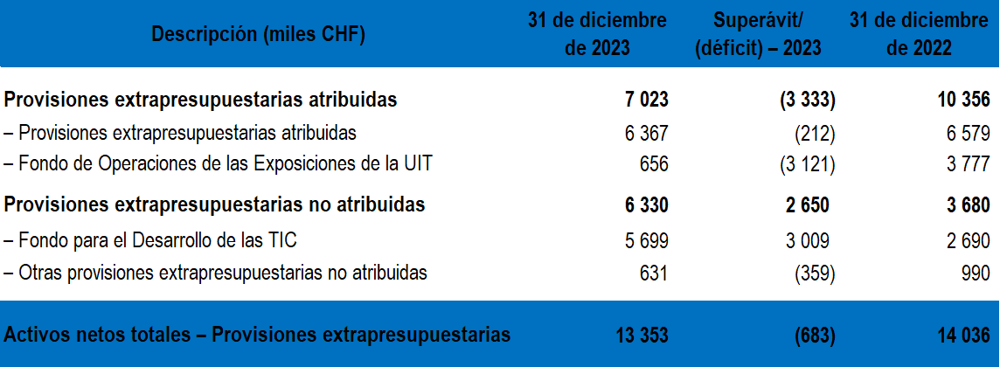 Descripción (miles CHF) 31 de diciembre de 2023 Superávit/ (déficit) – 2023 31 de diciembre de 2022
Provisiones extrapresupuestarias atribuidas 7 023 (3 333) 10 356
– Provisiones extrapresupuestarias atribuidas 6 367 (212) 6 579
– Fondo de Operaciones de las Exposiciones de la UIT 656 (3 121) 3 777
Provisiones extrapresupuestarias no atribuidas 6 330 2 650 3 680
– Fondo para el Desarrollo de las TIC 5 699 3 009 2 690
– Otras provisiones extrapresupuestarias no atribuidas 631 (359) 990
Activos netos totales – Provisiones extrapresupuestarias 13 353 (683) 14 036